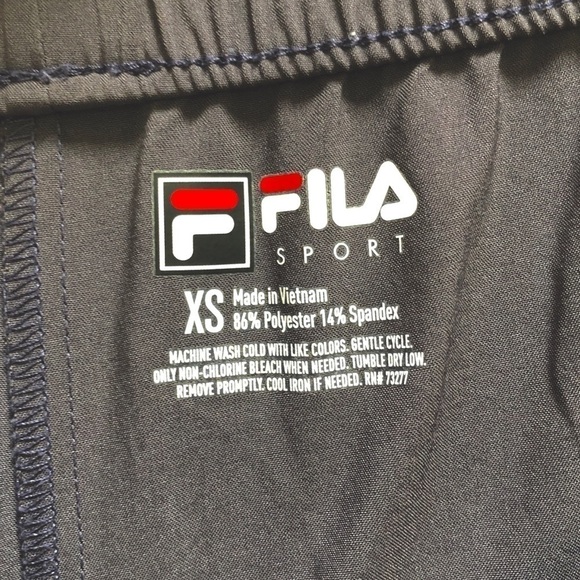 F FILA
SPORT
XS Made in Vietnam
86% Polyester 14% Spandex
MACHINE WASH COLD WITH LIKE COLORS. GENTLE CYCLE.
ONLY NON-CHLORINE BLEACH WHEN NEEDED. TUMBLE DRY LOW.
REMOVE PROMPTLY. COOL IRON IF NEEDED. RN# 73277